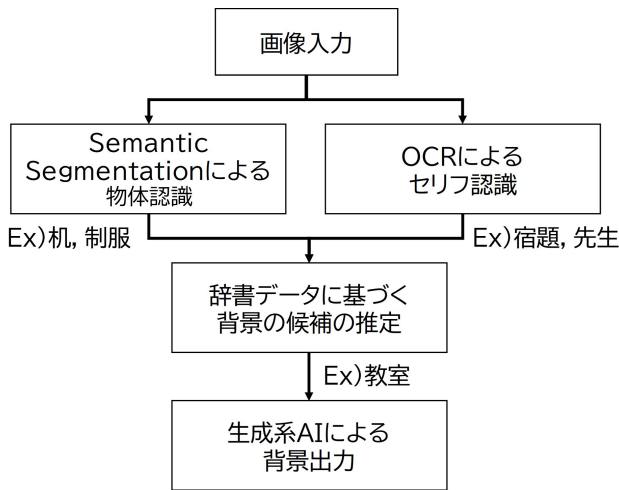 画像入力
Semantic
Segmentationによる
物体認識
OCRによる
セリフ認識
Ex)机, 制服
Ex)宿題, 先生
辞書データに基づく
背景の候補の推定
Ex)教室
生成系AIによる
背景出力